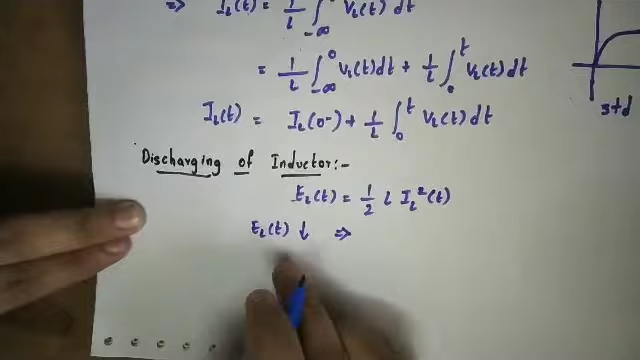 ⇒ I_L(t) = 1/L ∫_{-∞}^{t} V_L(t) dt
= 1/L ∫_{-∞}^{0} V_L(t) dt + 1/L ∫_{0}^{t} V_L(t) dt
I_L(t) = I_L(0-) + 1/L ∫_{0}^{t} V_L(t) dt
std
Discharging of Inductor:-
E_L(t) = 1/2 L I_L²(t)
E_L(t) ↓ ⇒